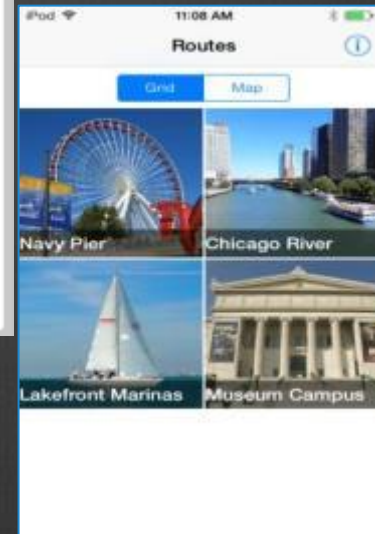 iPod 11:08 AM
Routes
Grid Map
Navy Pier Chicago River
Lakefront Marinas Museum Campus